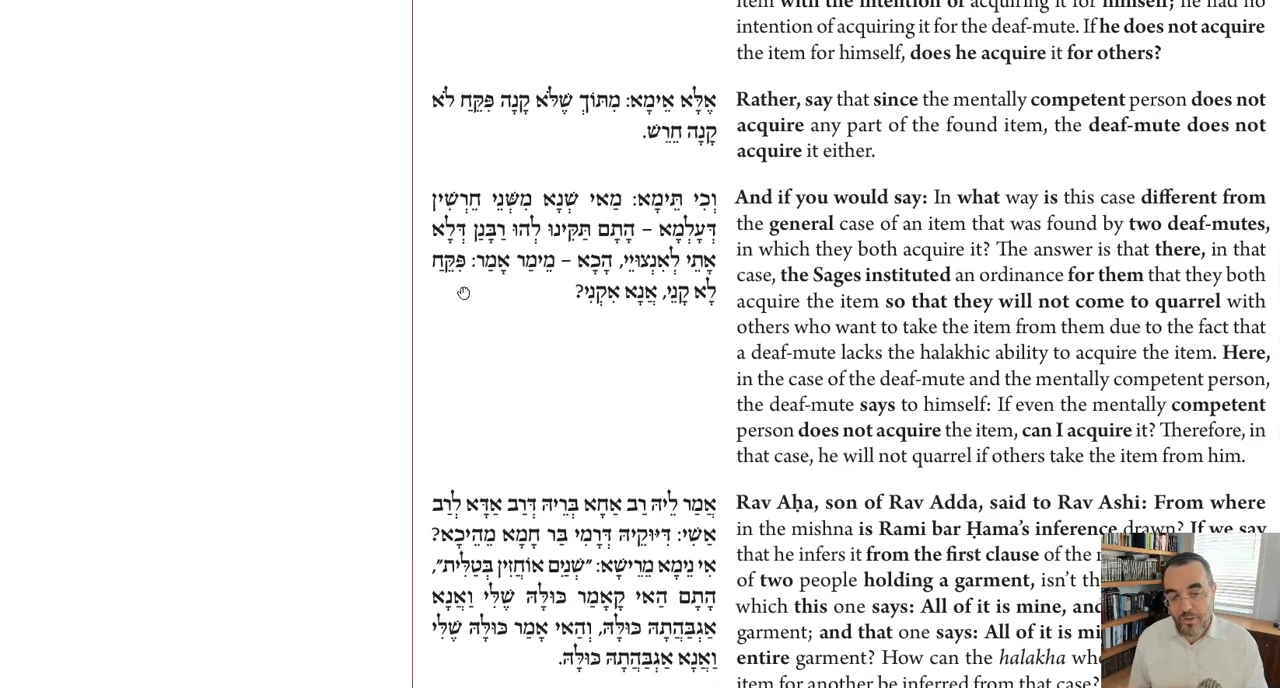 item with the intention of acquiring it for himself; he had no
intention of acquiring it for the deaf-mute. If he does not acquire
the item for himself, does he acquire it for others?
אֶלָּא אֵימָא: מִתּוֹךְ שֶׁלֹּא קָנָה פִּקֵּחַ לֹא
קָנָה חֵרֵשׁ.
Rather, say that since the mentally competent person does not
acquire any part of the found item, the deaf-mute does not
acquire it either.
וְכִי תֵּימָא: מַאי שְׁנָא מִשְּׁנֵי חֵרְשִׁין
דְּעָלְמָא – הָתָם תַּקִּינוּ לְהוּ רַבָּנַן דְּלָא
אָתֵי לְאִנְצוּיֵי, הָכָא – מֵימַר אָמַר: פִּקֵּחַ
לָא קָנֵי, אֲנָא אִקְנִי?
And if you would say: In what way is this case different from
the general case of an item that was found by two deaf-mutes,
in which they both acquire it? The answer is that there, in that
case, the Sages instituted an ordinance for them that they both
acquire the item so that they will not come to quarrel with
others who want to take the item from them due to the fact that
a deaf-mute lacks the halakhic ability to acquire the item. Here,
in the case of the deaf-mute and the mentally competent person,
the deaf-mute says to himself: If even the mentally competent
person does not acquire the item, can I acquire it? Therefore, in
that case, he will not quarrel if others take the item from him.
אֲמַר לֵיהּ רַב אַחָא בְּרֵיהּ דְּרַב אַדָּא לְרַב
אָשֵׁי: דִּיּוּקֵיהּ דְּרָמֵי בַּר חָמָא מֵהֵיכָא?
אִי נֵימָא מֵרֵישָׁא: "שְׁנַיִם אוֹחֲזִין בְּטַלִּית",
הָתָם הַאי קָאָמַר כּוּלָּהּ שֶׁלִּי וַאֲנָא
אַגְבַּהְתַּהּ כּוּלַּהּ, וְהַאי אָמַר כּוּלָּהּ שֶׁלִּי
וַאֲנָא אַגְבַּהְתַּהּ כּוּלַּהּ.
Rav Aḥa, son of Rav Adda, said to Rav Ashi: From where
in the mishna is Rami bar Ḥama's inference drawn? If we say
that he infers it from the first clause of the
of two people holding a garment, isn't
which this one says: All of it is mine, and
garment; and that one says: All of it is
entire garment? How can the halakha
item for another be inferred from that case?